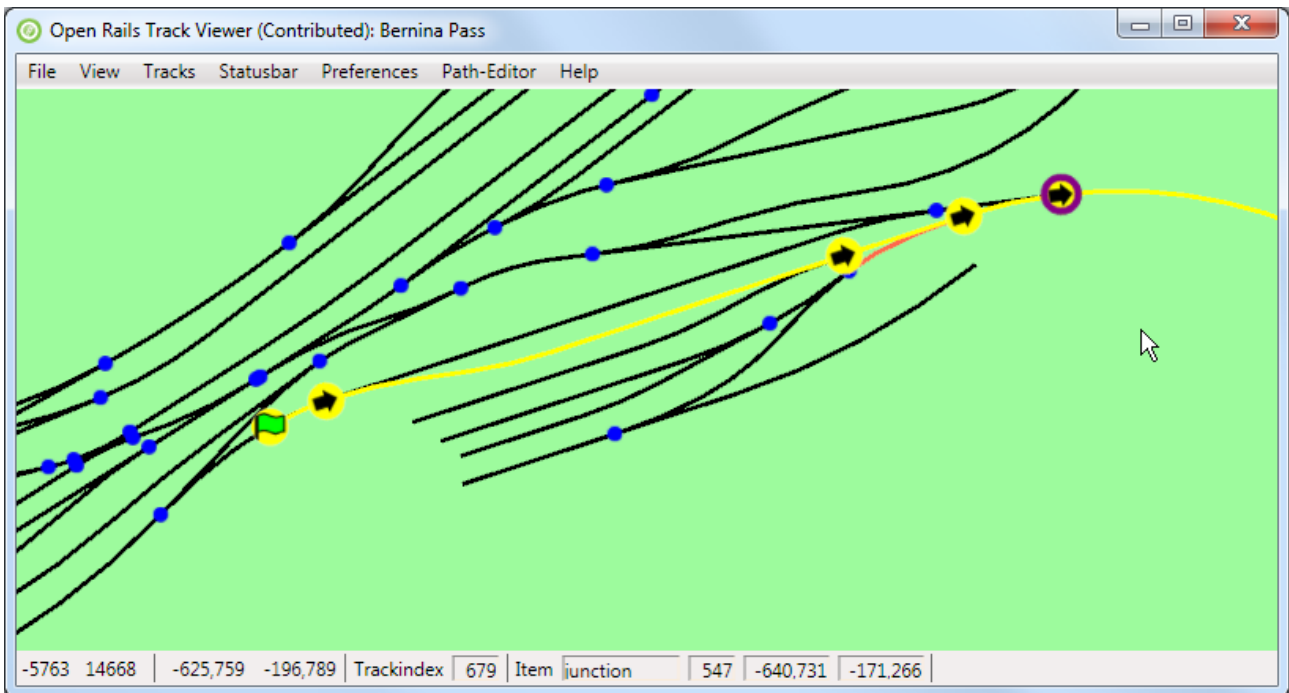 Open Rails Track Viewer (Contributed): Bernina Pass
File View Tracks Statusbar Preferences Path-Editor Help
-5763 14668 -625,759 -196,789 Trackindex 679 Item junction 547 -640,731 -171,266